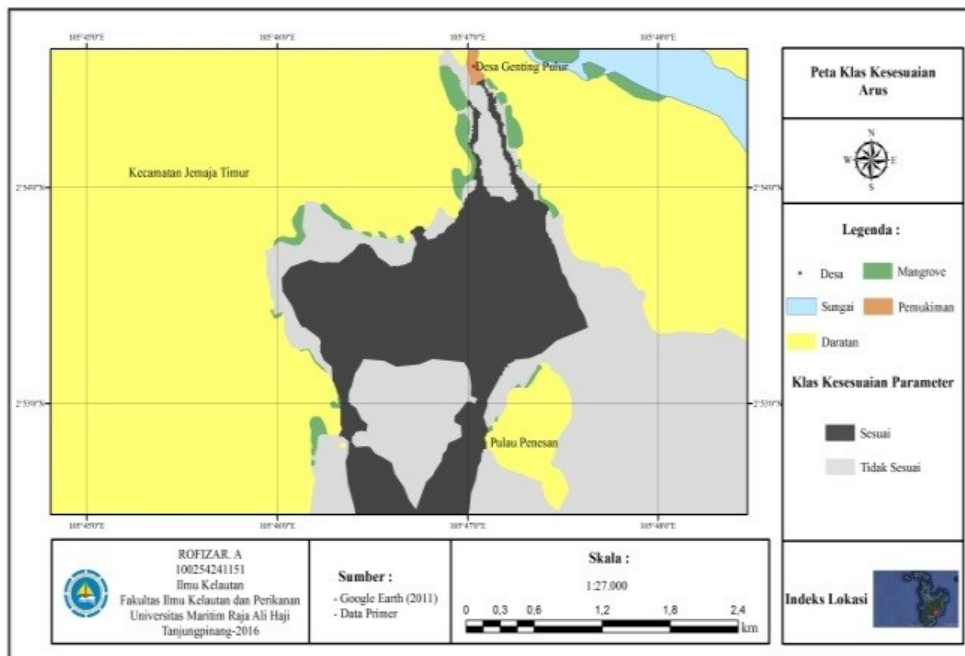 105°45'0"E 105°46'0"E 105°47'0"E 105°48'0"E
Desa Genting Pulur
Kecamatan Jemaja Timur
2°54'0"N 2°54'0"N
2°53'0"N 2°53'0"N
Pulau Penesan
105°45'0"E 105°46'0"E 105°47'0"E 105°48'0"E
Peta Klas Kesesuaian
Arus
N
W E
S
Legenda :
Desa Mangrove
Sungai Pemukiman
Daratan
Klas Kesesuaian Parameter
Sesuai
Tidak Sesuai
ROFIZAR. A
100254241151
Ilmu Kelautan
Fakultas Ilmu Kelautan dan Perikanan
Universitas Maritim Raja Ali Haji
Tanjungpinang-2016
Sumber :
- Google Earth (2011)
- Data Primer
Skala :
1:27.000
0 0,3 0,6 1,2 1,8 2,4
km
Indeks Lokasi